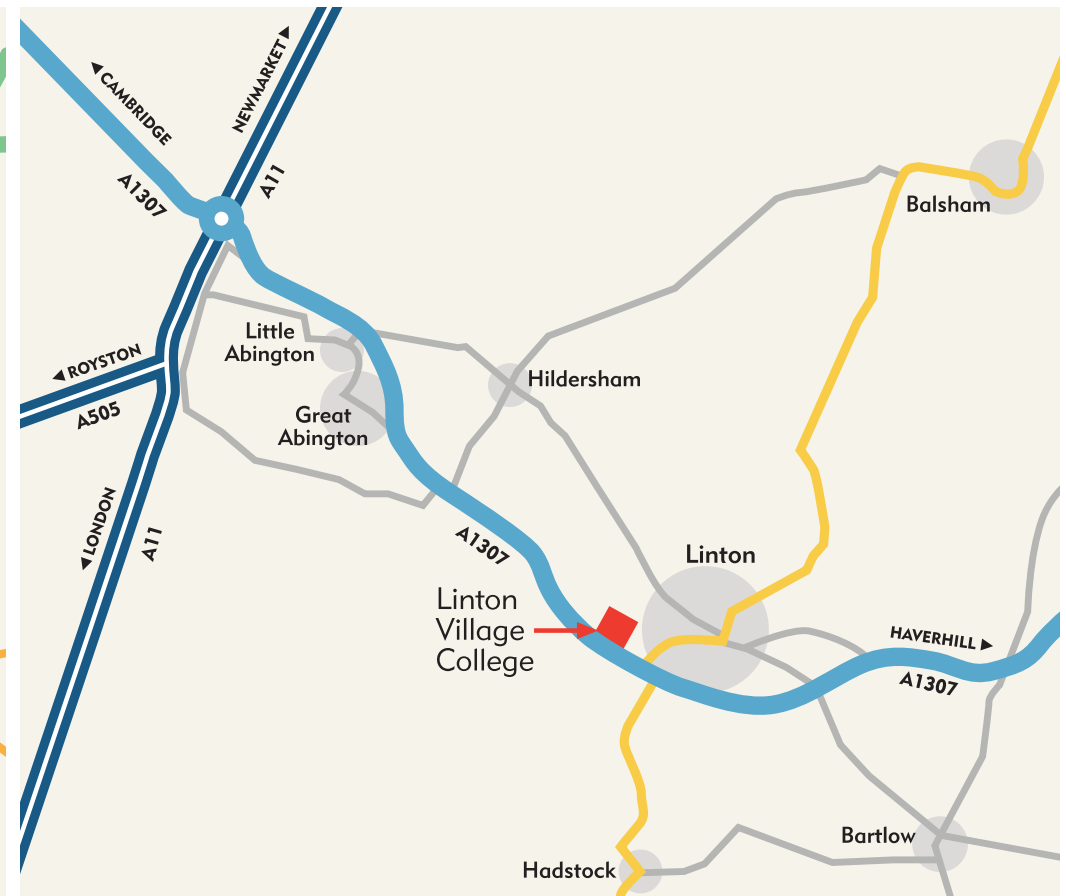 CAMBRIDGE
NEWMARKET
A1307
A11
Balsham
Little
Abington
ROYSTON
A505
Hildersham
Great
Abington
LONDON
A11
A1307
Linton
Linton
Village
College
HAVERHILL
A1307
Bartlow
Hadstock